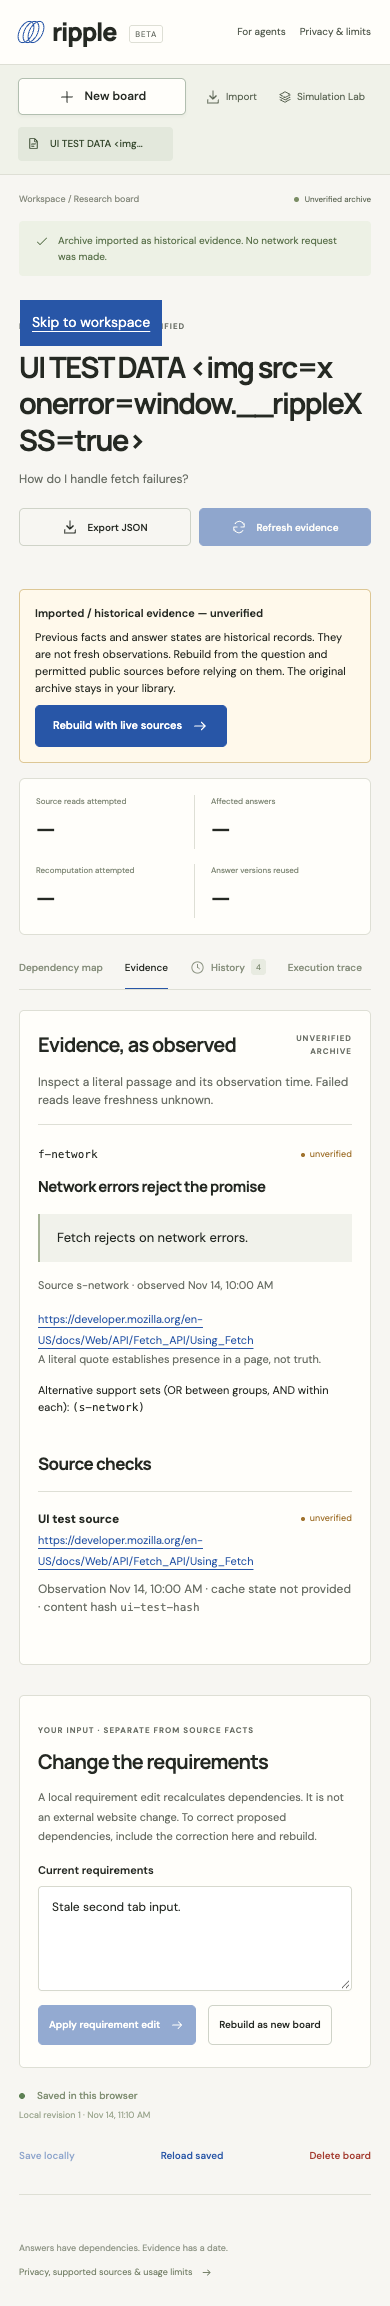 ripple BETA
For agents Privacy & limits
New board
Import
Simulation Lab
UI TEST DATA <img...
Workspace / Research board
Unverified archive
Archive imported as historical evidence. No network request
was made.
Skip to workspace
UI TEST DATA <img src=x
onerror=window.__rippleX
SS=true>
How do I handle fetch failures?
Export JSON
Refresh evidence
Imported / historical evidence — unverified
Previous facts and answer states are historical records. They
are not fresh observations. Rebuild from the question and
permitted public sources before relying on them. The original
archive stays in your library.
Rebuild with live sources →
Source reads attempted
—
Affected answers
—
Recomputation attempted
—
Answer versions reused
—
Dependency map
Evidence
History 4
Execution trace
Evidence, as observed
UNVERIFIED
ARCHIVE
Inspect a literal passage and its observation time. Failed
reads leave freshness unknown.
f-network
unverified
Network errors reject the promise
Fetch rejects on network errors.
Source s-network · observed Nov 14, 10:00 AM
https://developer.mozilla.org/en-
US/docs/Web/API/Fetch_API/Using_Fetch
A literal quote establishes presence in a page, not truth.
Alternative support sets (OR between groups, AND within
each): (s-network)
Source checks
UI test source
unverified
https://developer.mozilla.org/en-
US/docs/Web/API/Fetch_API/Using_Fetch
Observation Nov 14, 10:00 AM · cache state not provided
· content hash ui-test-hash
YOUR INPUT · SEPARATE FROM SOURCE FACTS
Change the requirements
A local requirement edit recalculates dependencies. It is not
an external website change. To correct proposed
dependencies, include the correction here and rebuild.
Current requirements
Stale second tab input.
Apply requirement edit →
Rebuild as new board
Saved in this browser
Local revision 1 · Nov 14, 11:10 AM
Save locally
Reload saved
Delete board
Answers have dependencies. Evidence has a date.
Privacy, supported sources & usage limits →